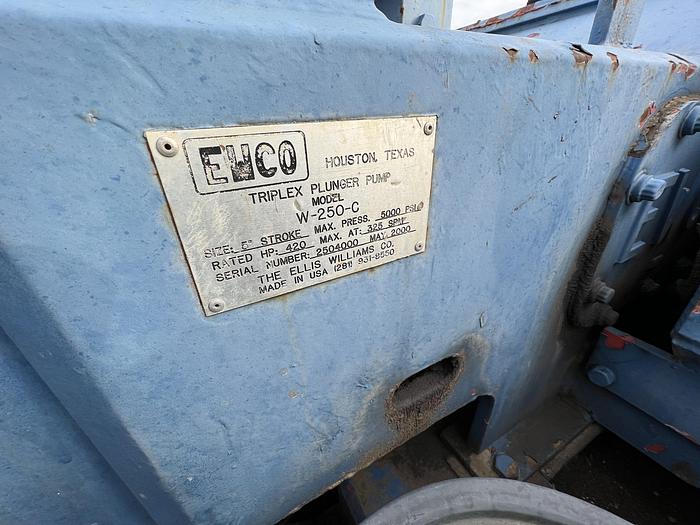 EWCO
HOUSTON, TEXAS
TRIPLEX PLUNGER PUMP
MODEL
W-250-C
SIZE: 5" STROKE MAX. PRESS. 5000 PSI
RATED HP: 420 MAX. AT: 325 SPM
SERIAL NUMBER: 2504000 MAY, 2000
THE ELLIS WILLIAMS CO.
MADE IN USA (281) 931-8550